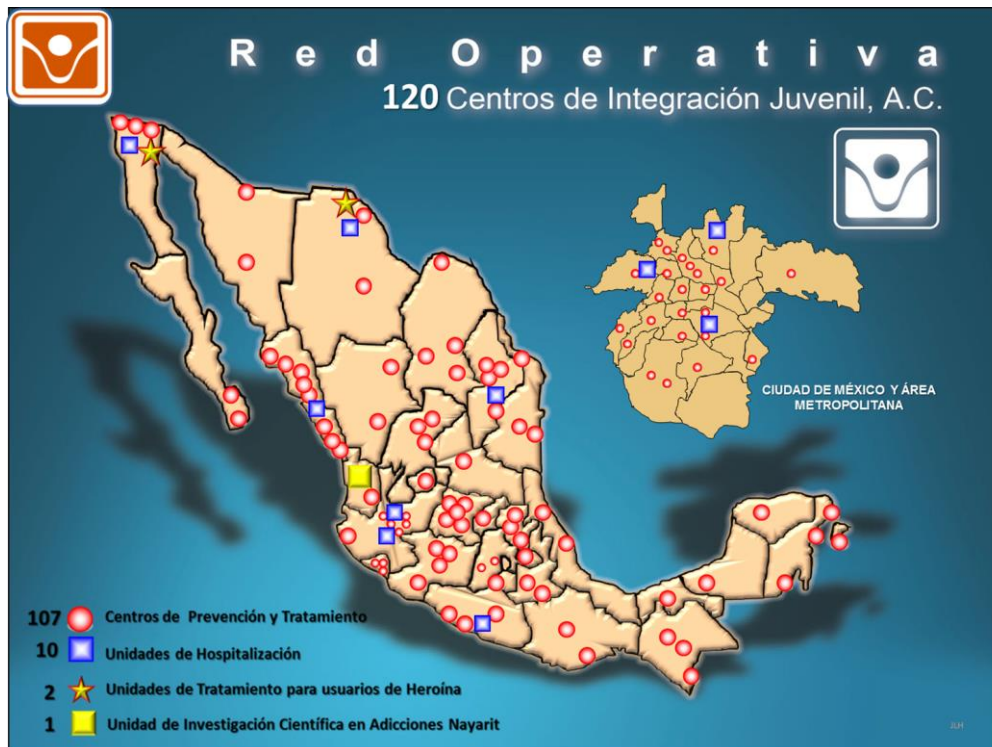 Red Operativa
120 Centros de Integración Juvenil, A.C.
CIUDAD DE MÉXICO Y ÁREA
METROPOLITANA
107 Centros de Prevención y Tratamiento
10 Unidades de Hospitalización
2 Unidades de Tratamiento para usuarios de Heroína
1 Unidad de Investigación Científica en Adicciones Nayarit
JLH